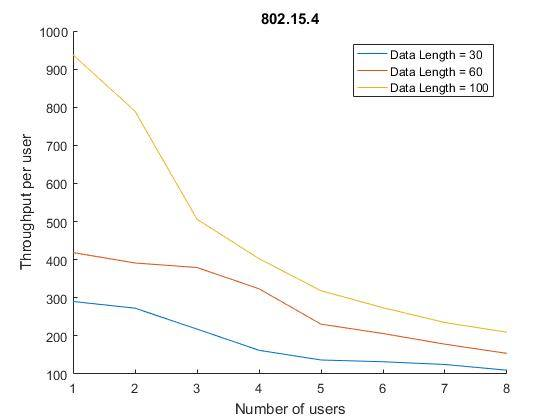 802.15.4
1000
900
800
700
600
500
400
300
200
100
Throughput per user
Data Length = 30
Data Length = 60
Data Length = 100
1 2 3 4 5 6 7 8
Number of users